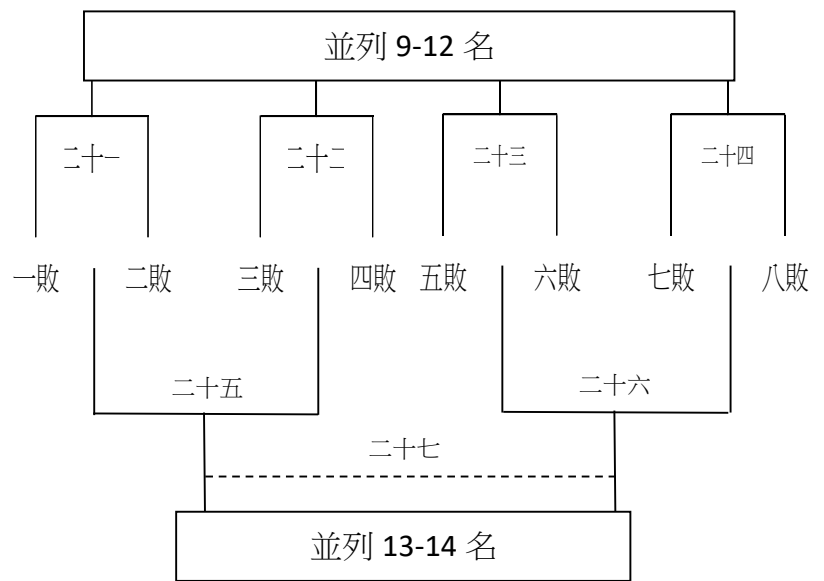 並列 9-12 名
二十一 二十二 二十三 二十四
一敗 二敗 三敗 四敗 五敗 六敗 七敗 八敗
二十五 二十六
二十七
並列 13-14 名